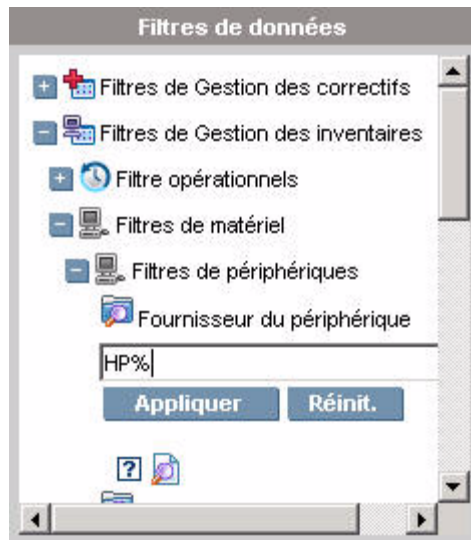 Filtres de données
Filtres de Gestion des correctifs
Filtres de Gestion des inventaires
Filtre opérationnels
Filtres de matériel
Filtres de périphériques
Fournisseur du périphérique
HP%
Appliquer Réinit.
?